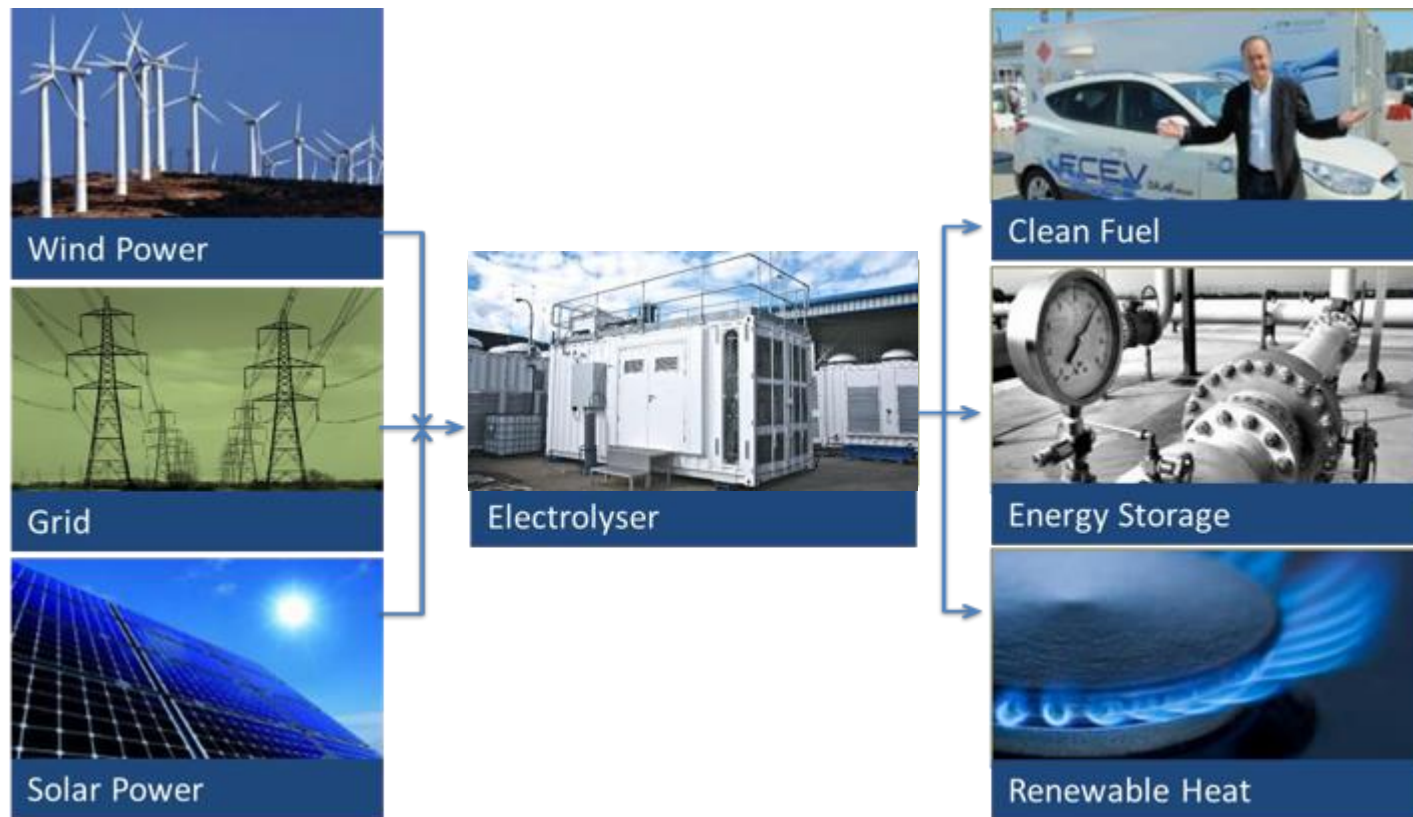 Wind Power
Grid
Solar Power
Electrolyser
FCEV
Clean Fuel
Energy Storage
Renewable Heat